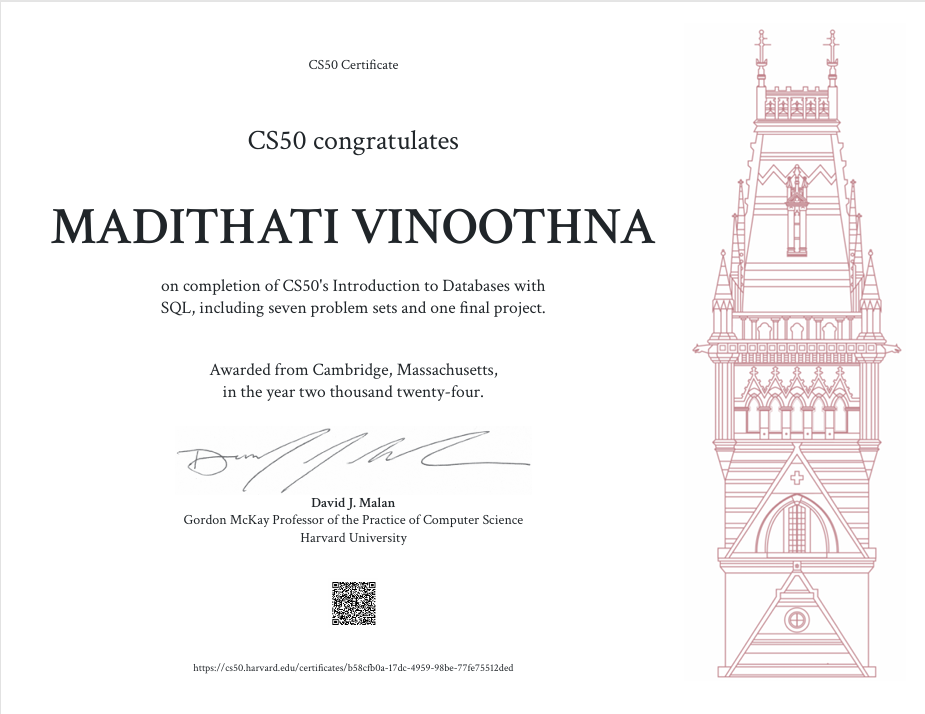 CS50 Certificate
CS50 congratulates
MADITHATI VINOOTHNA
on completion of CS50's Introduction to Databases with
SQL, including seven problem sets and one final project.
Awarded from Cambridge, Massachusetts,
in the year two thousand twenty-four.
David J. Malan
Gordon McKay Professor of the Practice of Computer Science
Harvard University
https://cs50.harvard.edu/certificates/b58cfb0a-17dc-4959-98be-77fe75512ded